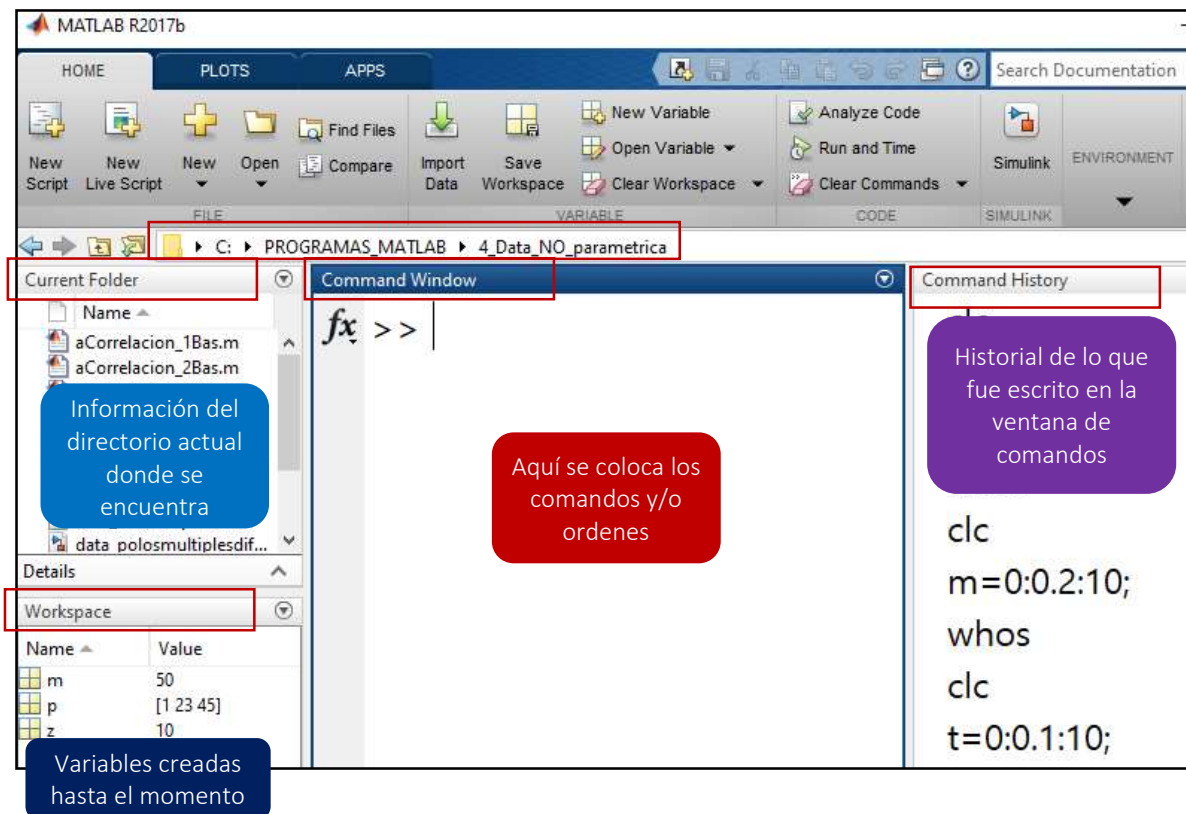 MATLAB R2017b
HOME PLOTS APPS Search Documentation
New Script
New Live Script
New
Open
Find Files
Compare
Import Data
Save Workspace
New Variable
Open Variable
Clear Workspace
Analyze Code
Run and Time
Clear Commands
Simulink
ENVIRONMENT
FILE VARIABLE CODE SIMULINK
C: PROGRAMAS_MATLAB 4_Data_NO_parametrica
Current Folder
Name
aCorrelacion_1Bas.m
aCorrelacion_2Bas.m
Información del
directorio actual
donde se
encuentra
data_polosmultiplesdif...
Details
Workspace
Name Value
m 50
p [1 23 45]
z 10
Variables creadas
hasta el momento
Command Window
fx >>
Aquí se coloca los
comandos y/o
ordenes
Command History
Historial de lo que
fue escrito en la
ventana de
comandos
clc
m=0:0.2:10;
whos
clc
t=0:0.1:10;